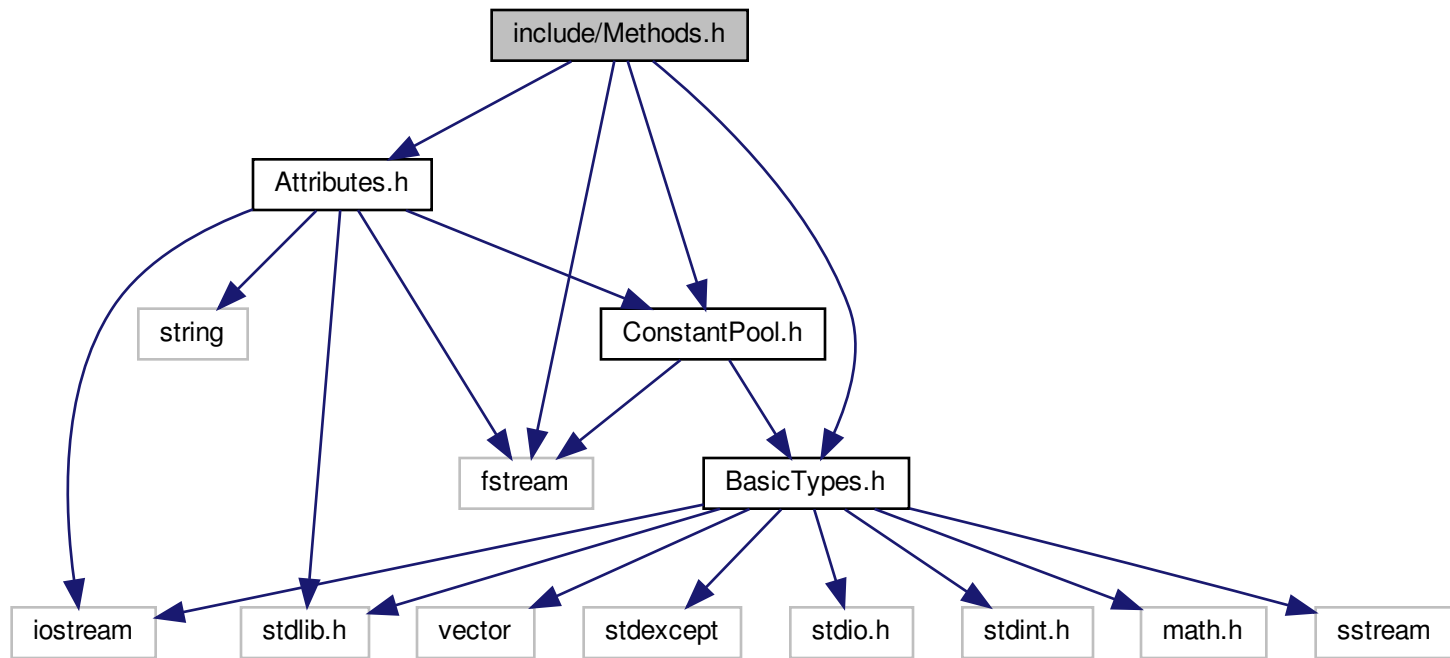 include/Methods.h
Attributes.h
string
ConstantPool.h
fstream
BasicTypes.h
iostream
stdlib.h
vector
stdexcept
stdio.h
stdint.h
math.h
sstream